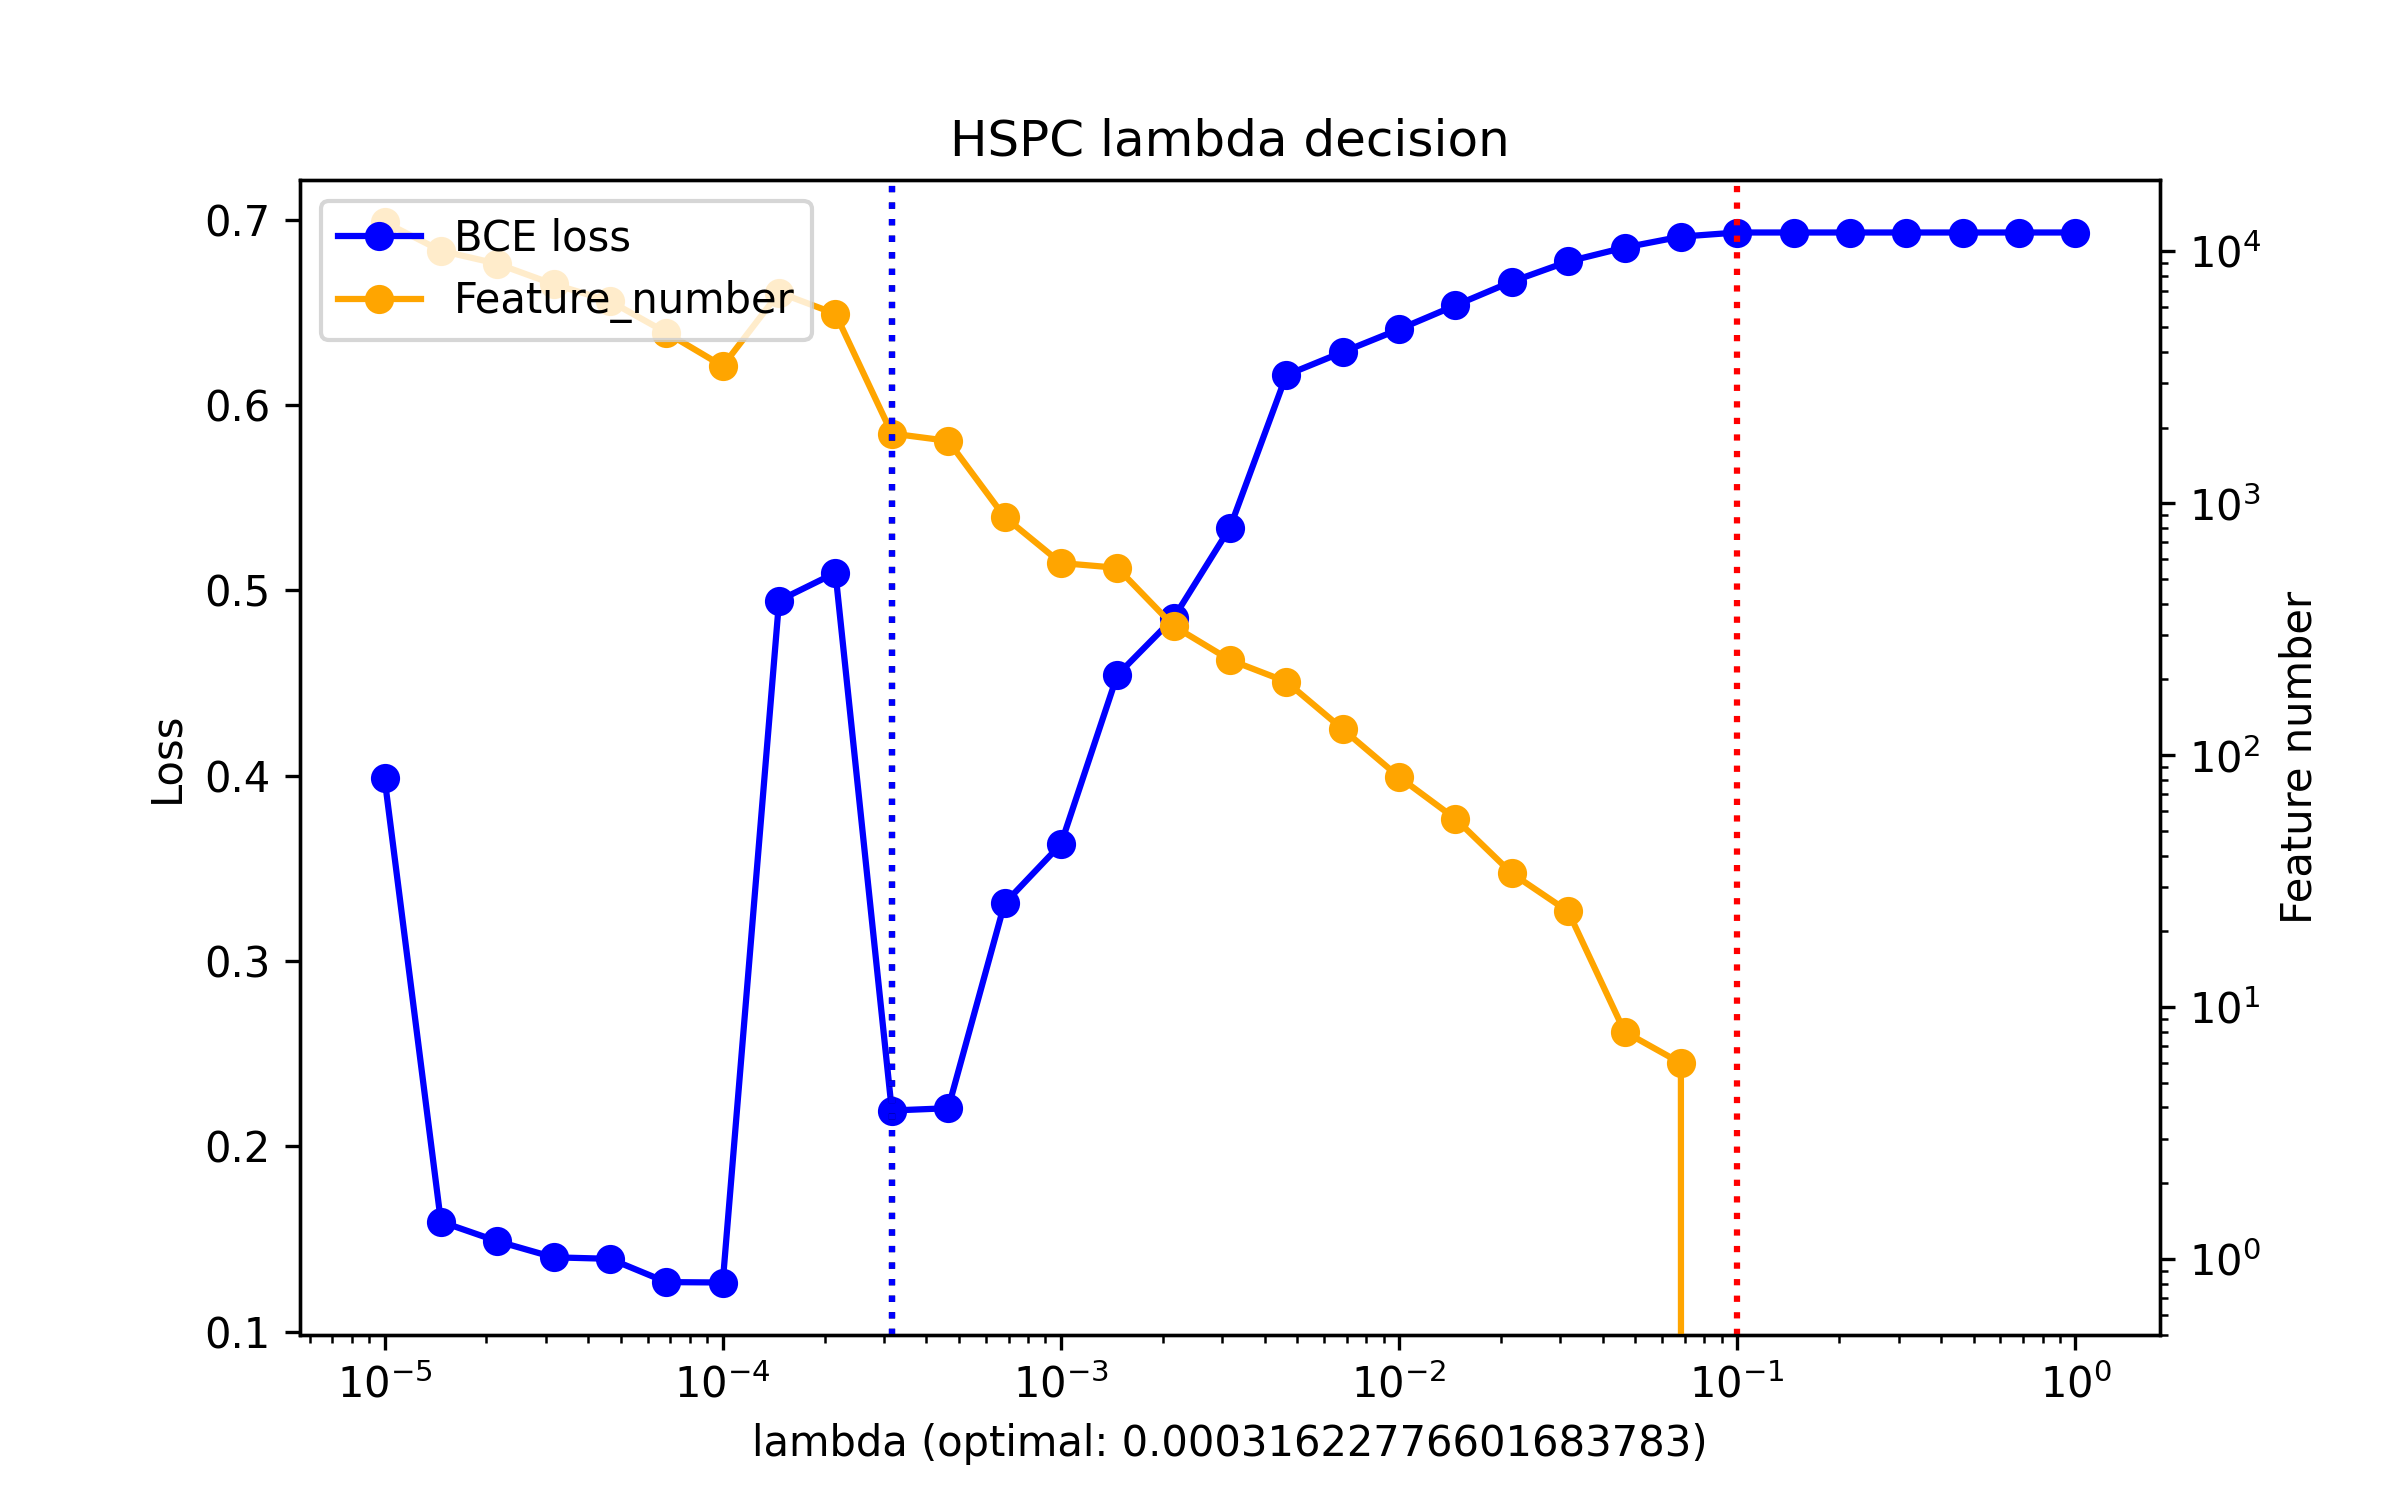 HSPC lambda decision
BCE loss
Feature_number
0.7
0.6
0.5
0.4
0.3
0.2
0.1
Loss
10⁴
10³
10²
10¹
10⁰
Feature number
10⁻⁵ 10⁻⁴ 10⁻³ 10⁻² 10⁻¹ 10⁰
lambda (optimal: 0.00031622776601683783)